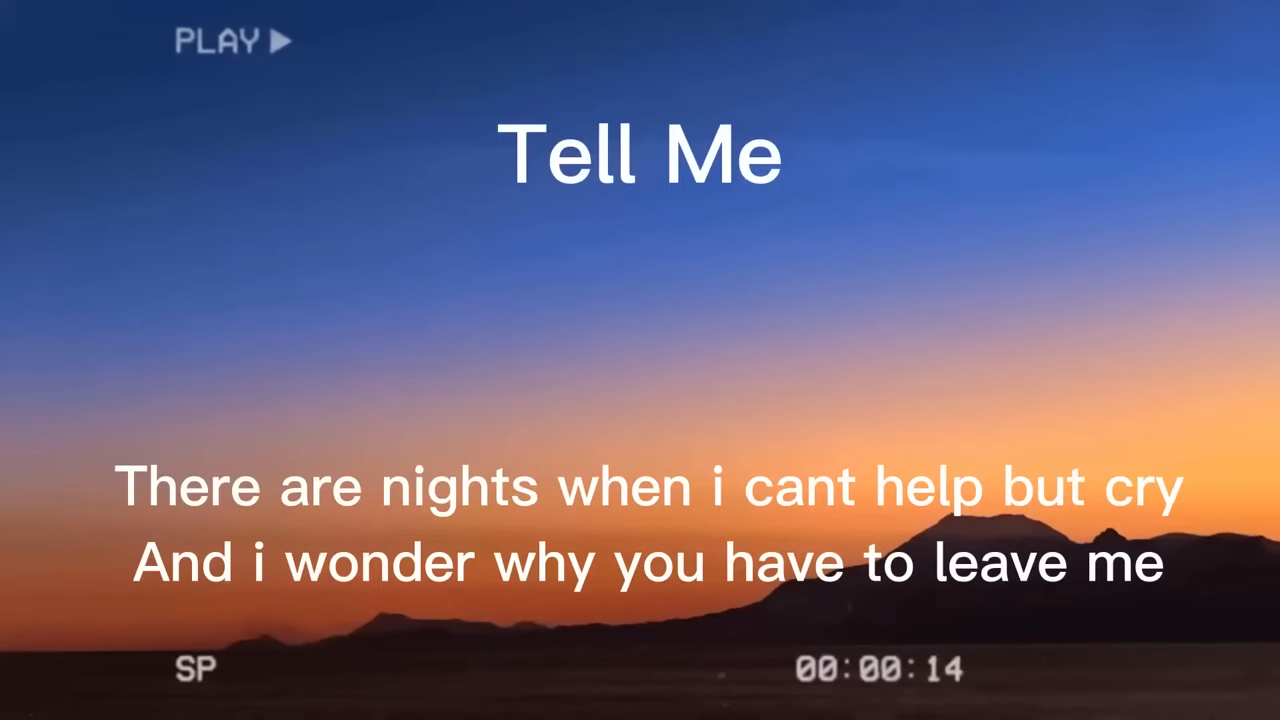 PLAY ▶
Tell Me
There are nights when i cant help but cry
And i wonder why you have to leave me
SP
00:00:14